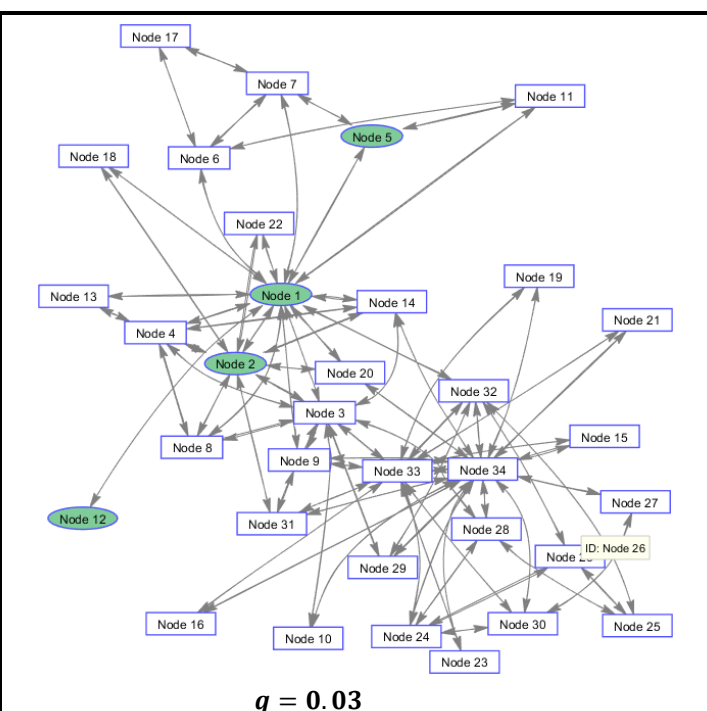 Node 17
Node 7
Node 11
Node 5
Node 18
Node 6
Node 22
Node 19
Node 13
Node 1
Node 14
Node 21
Node 4
Node 2
Node 20
Node 32
Node 3
Node 15
Node 8
Node 9
Node 33
Node 34
Node 27
Node 12
Node 31
Node 28
ID: Node 26
Node 29
Node 16
Node 10
Node 24
Node 30
Node 25
Node 23
g = 0.03